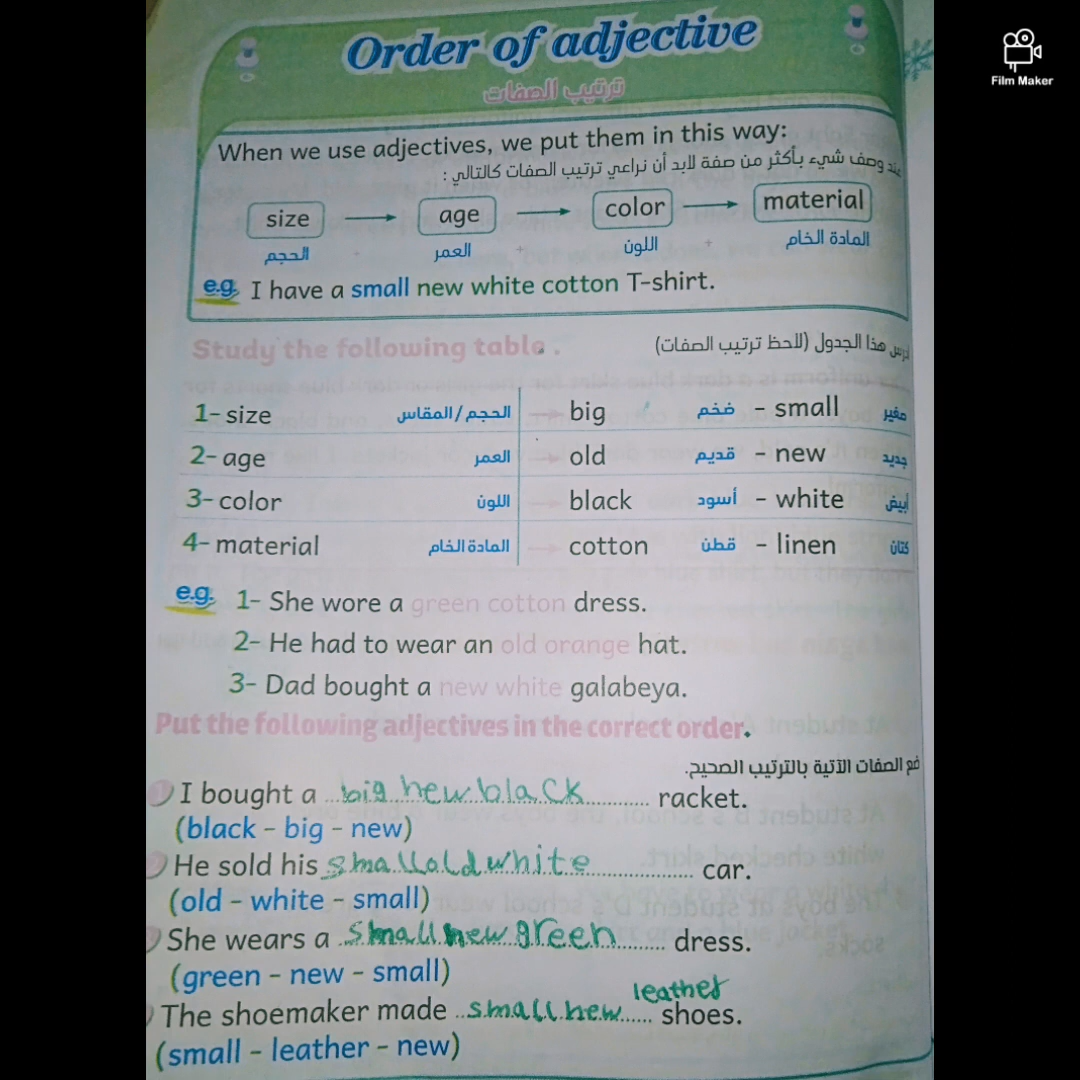 Order of adjective
ترتيب الصفات
Film Maker
When we use adjectives, we put them in this way:
عند وصف شيء بأكثر من صفة لابد أن نراعي ترتيب الصفات كالتالي :
size → age → color → material
الحجم العمر اللون المادة الخام
e.g. I have a small new white cotton T-shirt.
Study the following table . ادرس هذا الجدول (لاحظ ترتيب الصفات)
1- size الحجم / المقاس big ضخم - small صغير
2- age العمر old قديم - new جديد
3- color اللون black أسود - white أبيض
4- material المادة الخام cotton قطن - linen كتان
e.g. 1- She wore a green cotton dress.
2- He had to wear an old orange hat.
3- Dad bought a new white galabeya.
Put the following adjectives in the correct order.
ضع الصفات الآتية بالترتيب الصحيح.
I bought a big new black racket.
(black - big - new)
He sold his small old white car.
(old - white - small)
She wears a small new green dress.
(green - new - small)
The shoemaker made small new leather shoes.
(small - leather - new)